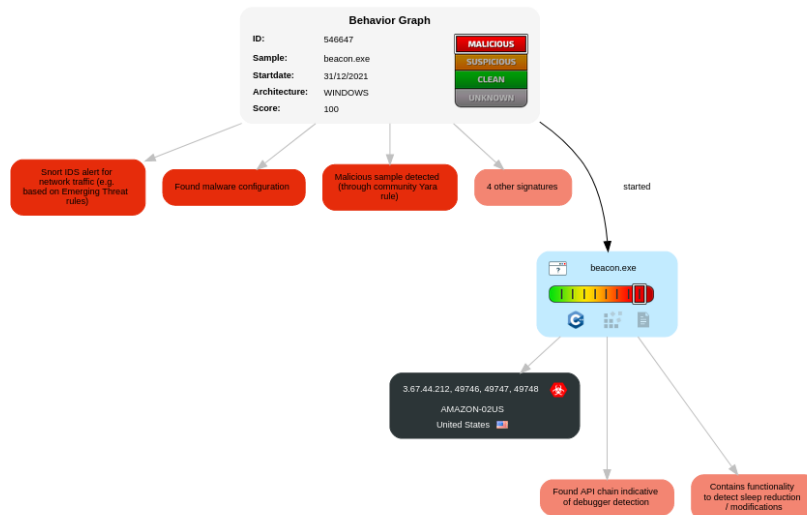 Behavior Graph
ID: 546647
Sample: beacon.exe
Startdate: 31/12/2021
Architecture: WINDOWS
Score: 100
MALICIOUS
SUSPICIOUS
CLEAN
UNKNOWN
Snort IDS alert for
network traffic (e.g.
based on Emerging Threat
rules)
Found malware configuration
Malicious sample detected
(through community Yara
rule)
4 other signatures
started
beacon.exe
3.67.44.212, 49746, 49747, 49748
AMAZON-02US
United States
Found API chain indicative
of debugger detection
Contains functionality
to detect sleep reduction
/ modifications